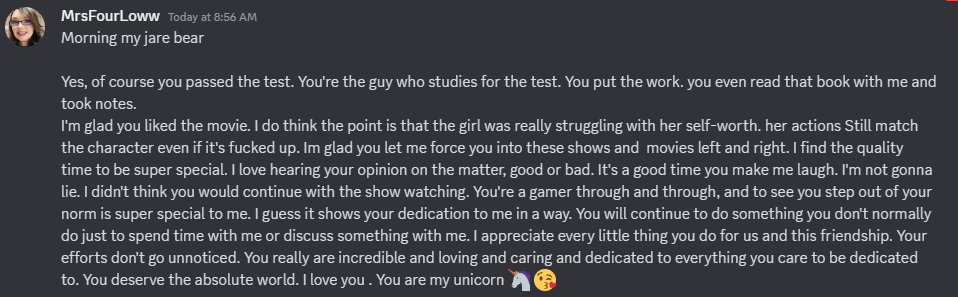 MrsFourLoww Today at 8:56 AM
Morning my jare bear
Yes, of course you passed the test. You're the guy who studies for the test. You put the work. you even read that book with me and
took notes.
I'm glad you liked the movie. I do think the point is that the girl was really struggling with her self-worth. her actions Still match
the character even if it's fucked up. Im glad you let me force you into these shows and  movies left and right. I find the quality
time to be super special. I love hearing your opinion on the matter, good or bad. It's a good time you make me laugh. I'm not gonna
lie. I didn't think you would continue with the show watching. You're a gamer through and through, and to see you step out of your
norm is super special to me. I guess it shows your dedication to me in a way. You will continue to do something you don't normally
do just to spend time with me or discuss something with me. I appreciate every little thing you do for us and this friendship. Your
efforts don't go unnoticed. You really are incredible and loving and caring and dedicated to everything you care to be dedicated
to. You deserve the absolute world. I love you . You are my unicorn 🦄😘